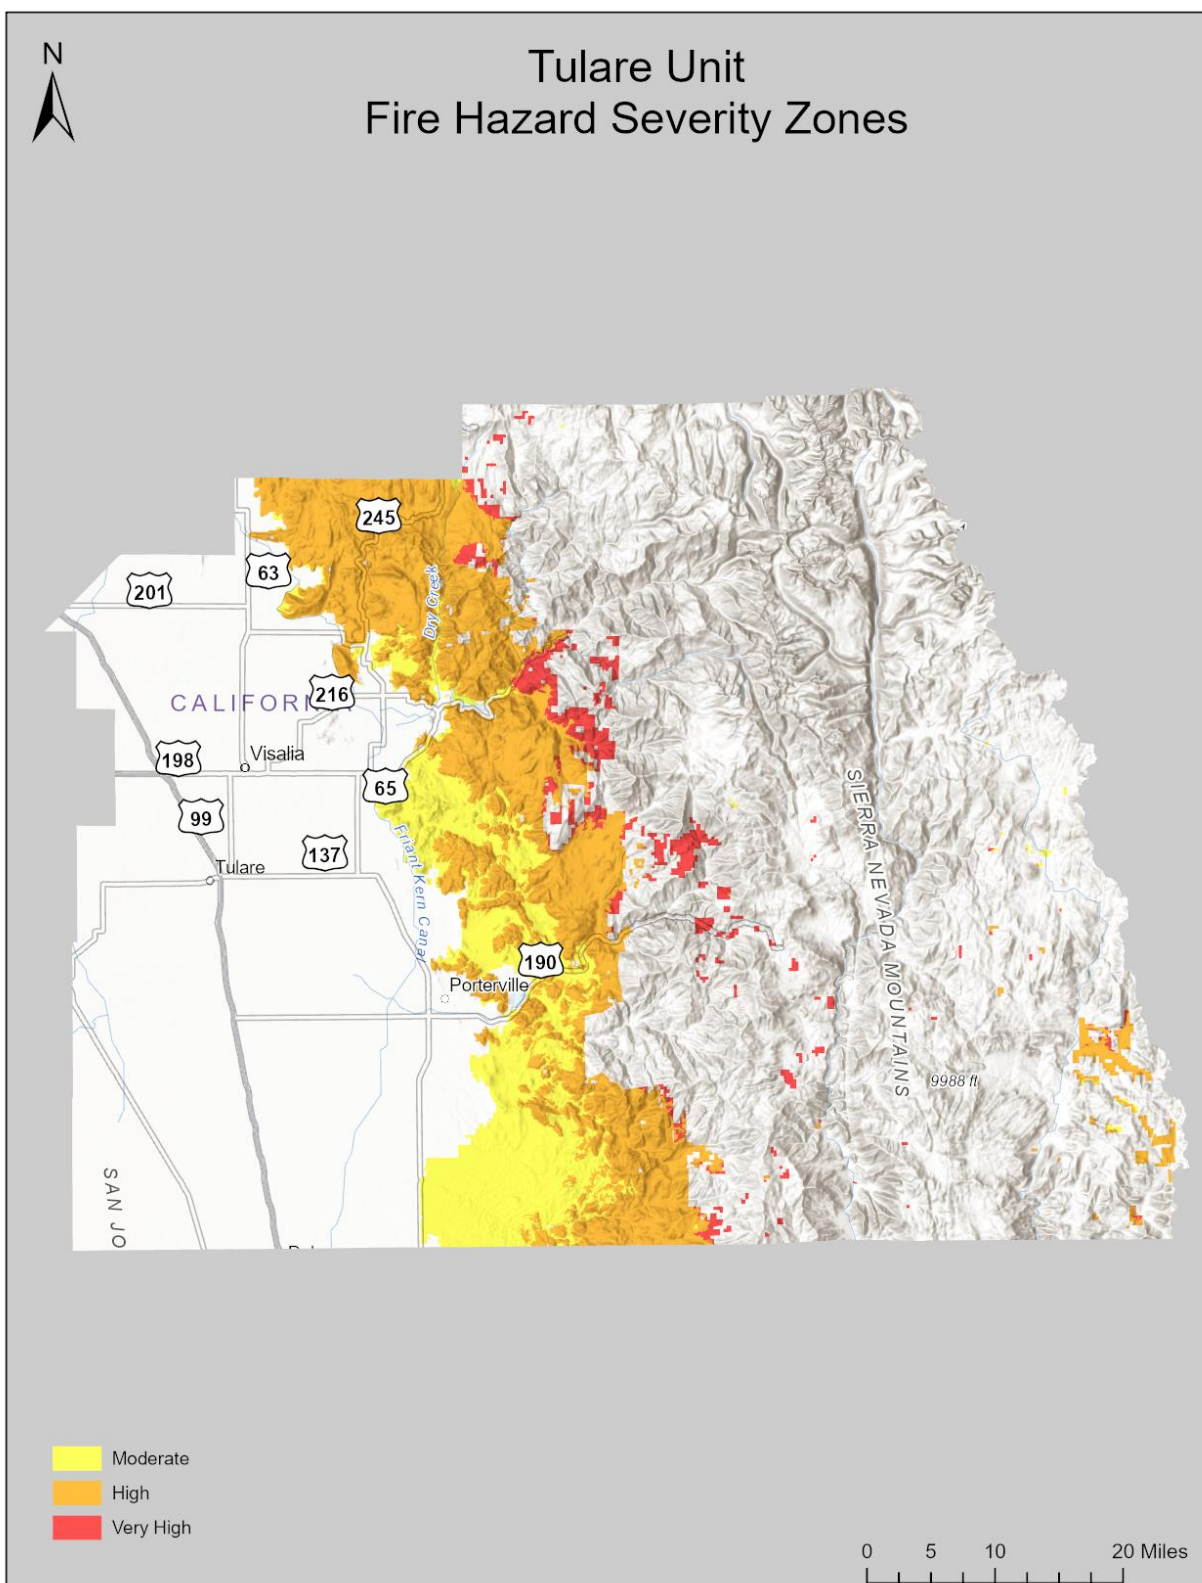 N
Tulare Unit
Fire Hazard Severity Zones
245
63
201
Dry Creek
216
198
Visalia
65
99
137
Tulare
Friant Kern Canal
190
Porterville
SIERRA NEVADA MOUNTAINS
9988 ft
SAN JO
Moderate
High
Very High
0 5 10 20 Miles